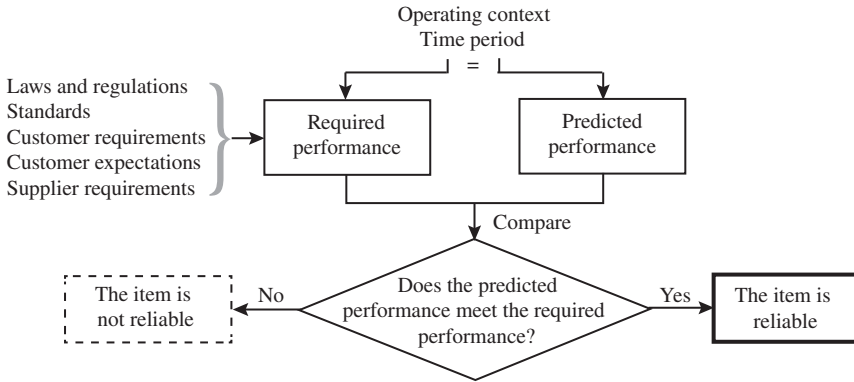 Operating context
Time period
=
Laws and regulations
Standards
Customer requirements
Customer expectations
Supplier requirements
Required
performance
Predicted
performance
Compare
Does the predicted
performance meet the required
performance?
No
Yes
The item is
not reliable
The item is
reliable